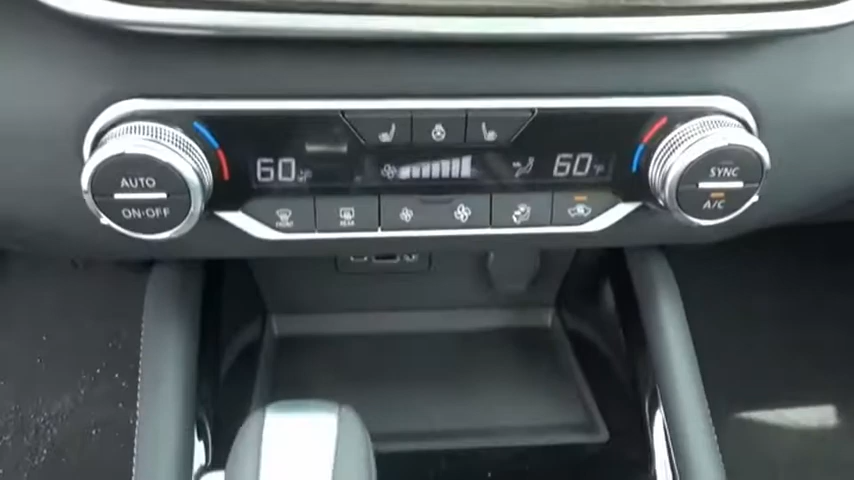 60°F
60°F
AUTO
ON•OFF
SYNC
A/C
FRONT
REAR